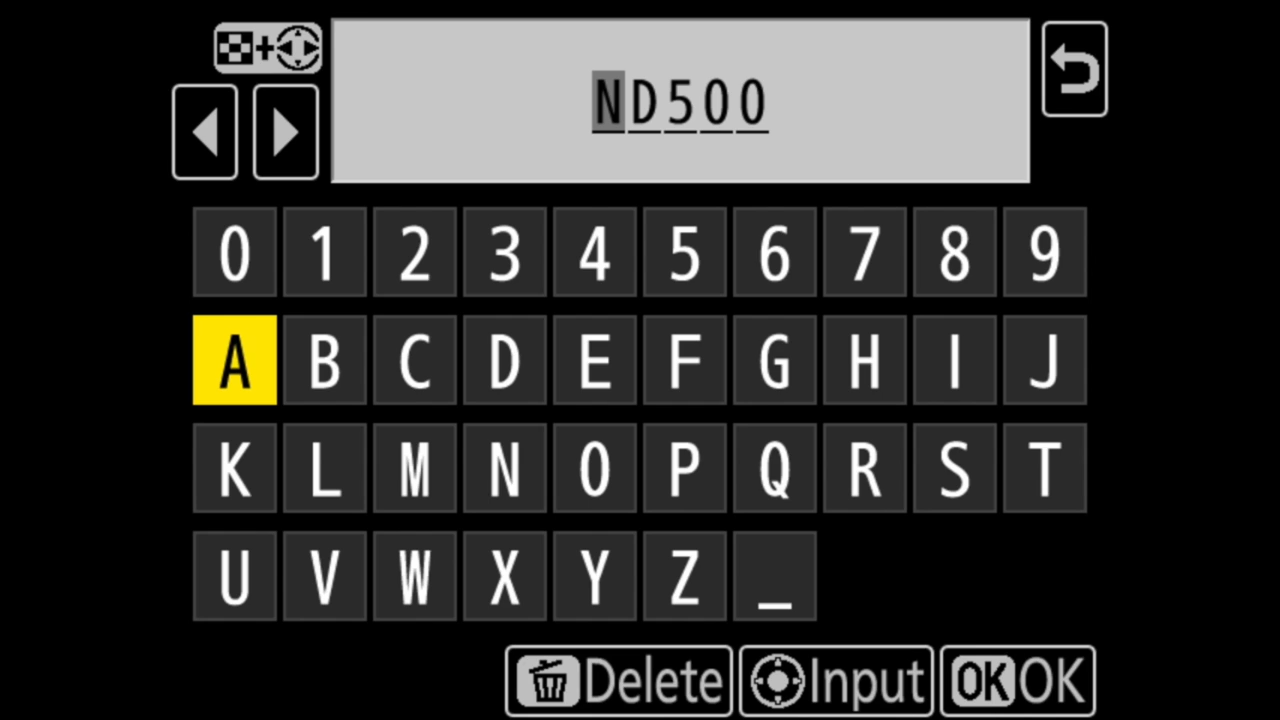 ND500
0 1 2 3 4 5 6 7 8 9
A B C D E F G H I J
K L M N O P Q R S T
U V W X Y Z _
Delete Input OK OK